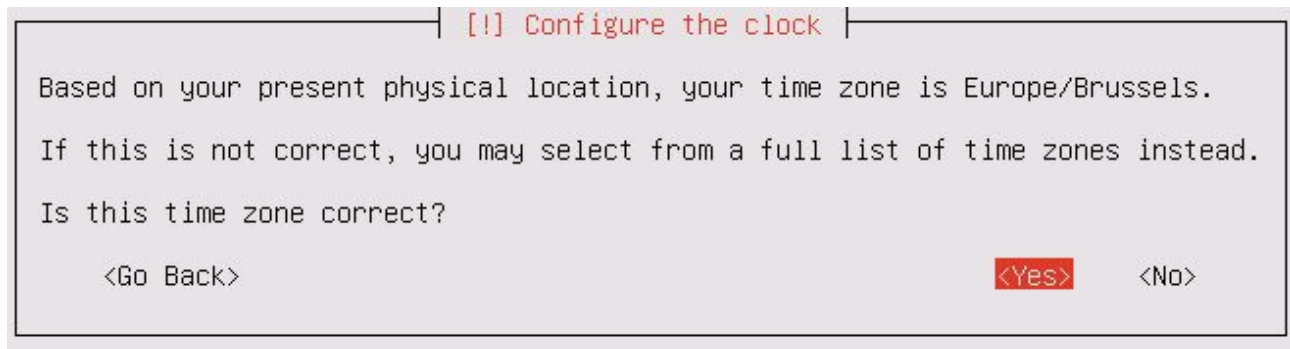 [!] Configure the clock
Based on your present physical location, your time zone is Europe/Brussels.
If this is not correct, you may select from a full list of time zones instead.
Is this time zone correct?
<Go Back> <Yes> <No>